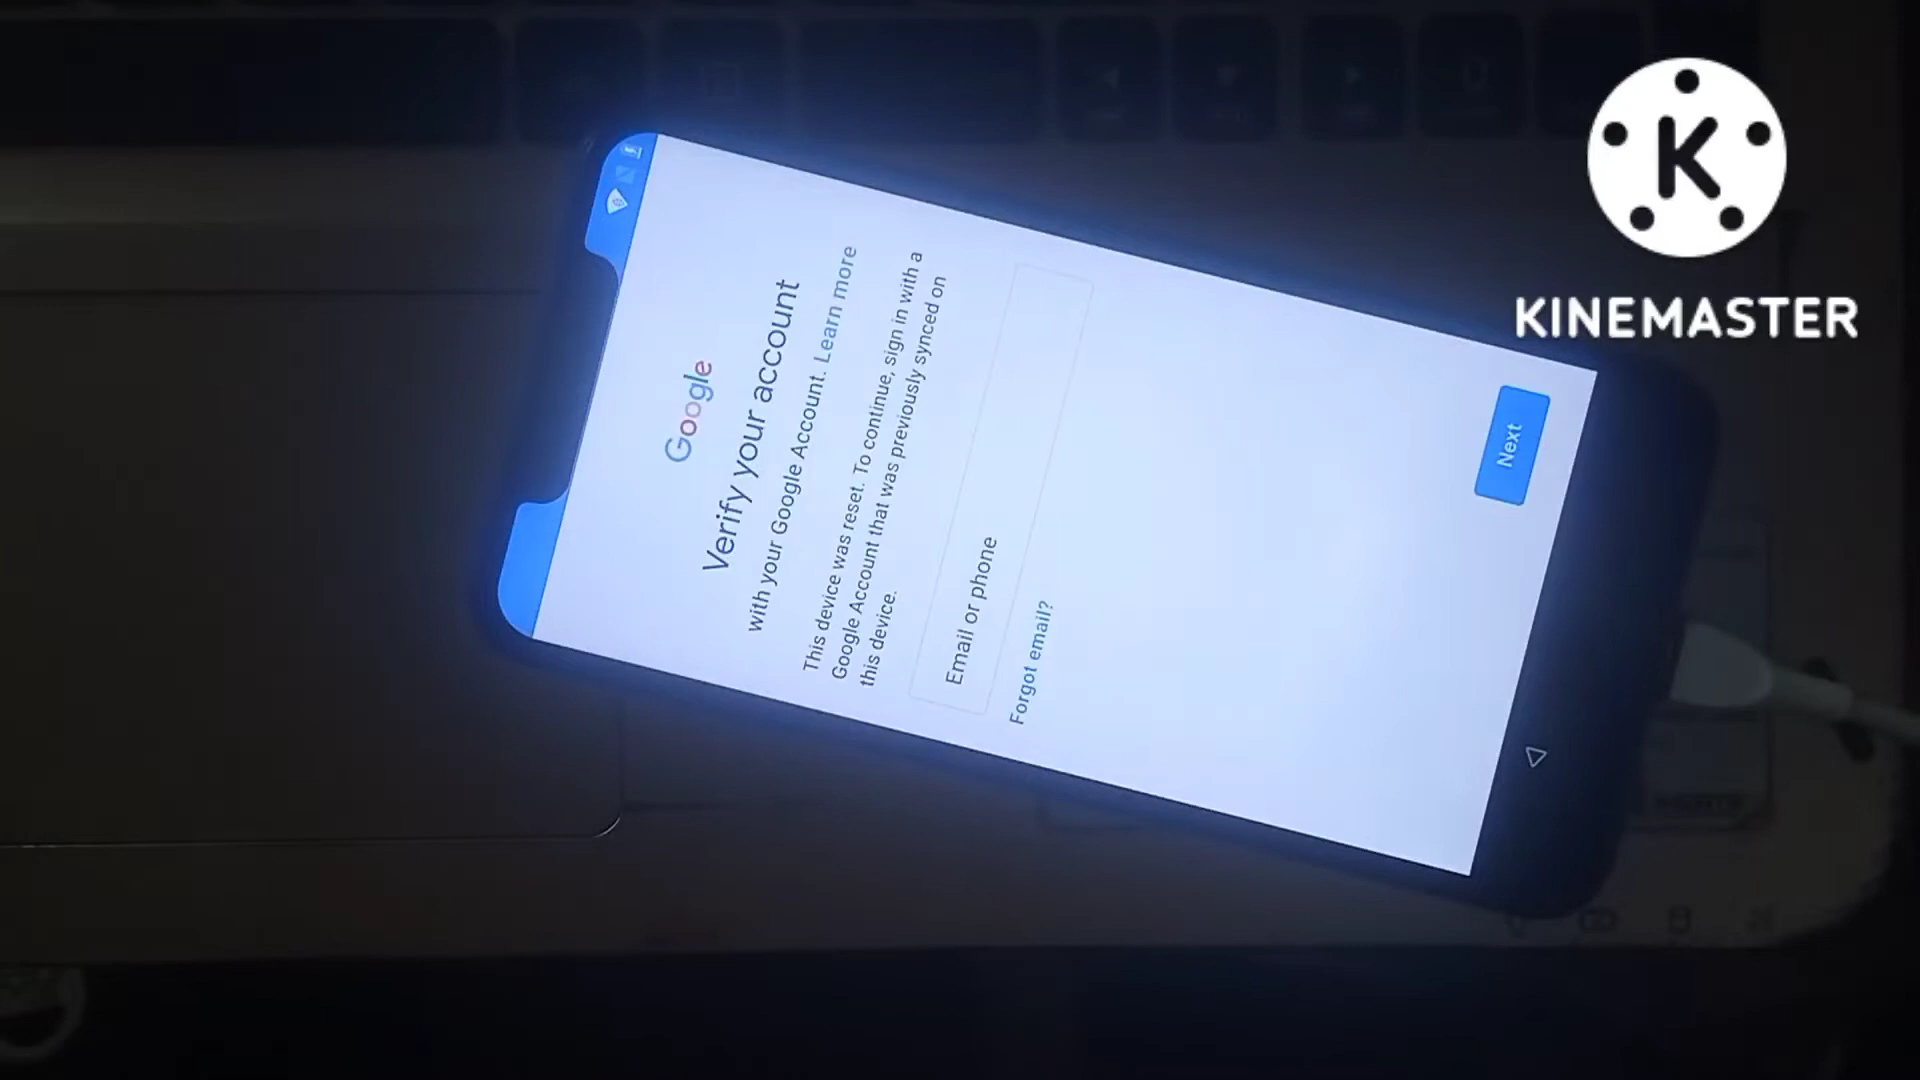 Google
Verify your account
with your Google Account. Learn more
This device was reset. To continue, sign in with a
Google Account that was previously synced on
this device.
Email or phone
Forgot email?
Next
K
KINEMASTER